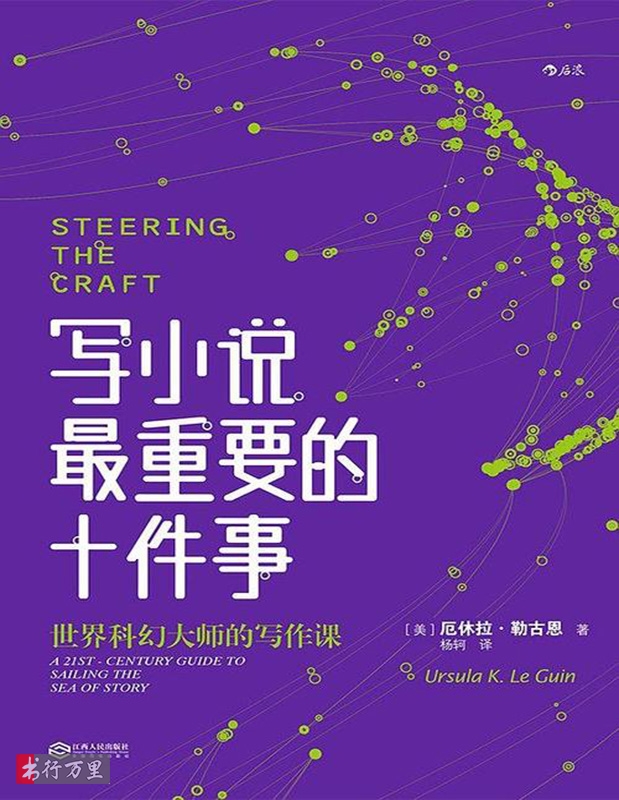 后浪
STEERING
THE
CRAFT
写小说
最重要的
十件事
世界科幻大师的写作课
A 21ST - CENTURY GUIDE TO
SAILING THE
SEA OF STORY
[美] 厄休拉·勒古恩 著
杨轲 译
Ursula K. Le Guin
江西人民出版社
书行万里